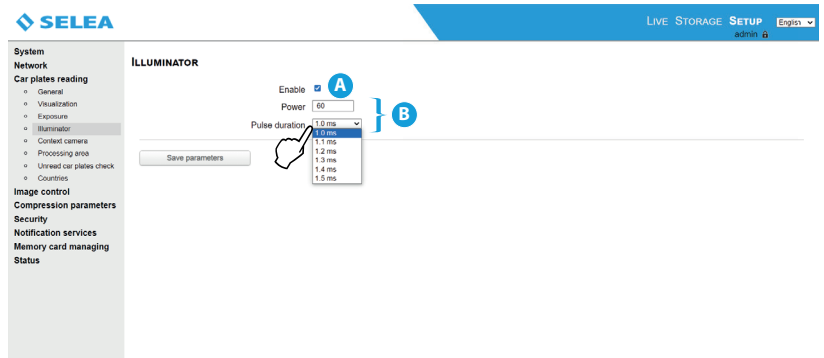 SELEA
LIVE STORAGE SETUP English
admin
System
Network
Car plates reading
General
Visualization
Exposure
Illuminator
Context camera
Processing area
Unread car plates check
Countries
Image control
Compression parameters
Security
Notification services
Memory card managing
Status
ILLUMINATOR
Enable A
Power 60
B
Pulse duration 1.0 ms
1.0 ms
1.1 ms
1.2 ms
1.3 ms
1.4 ms
1.5 ms
Save parameters